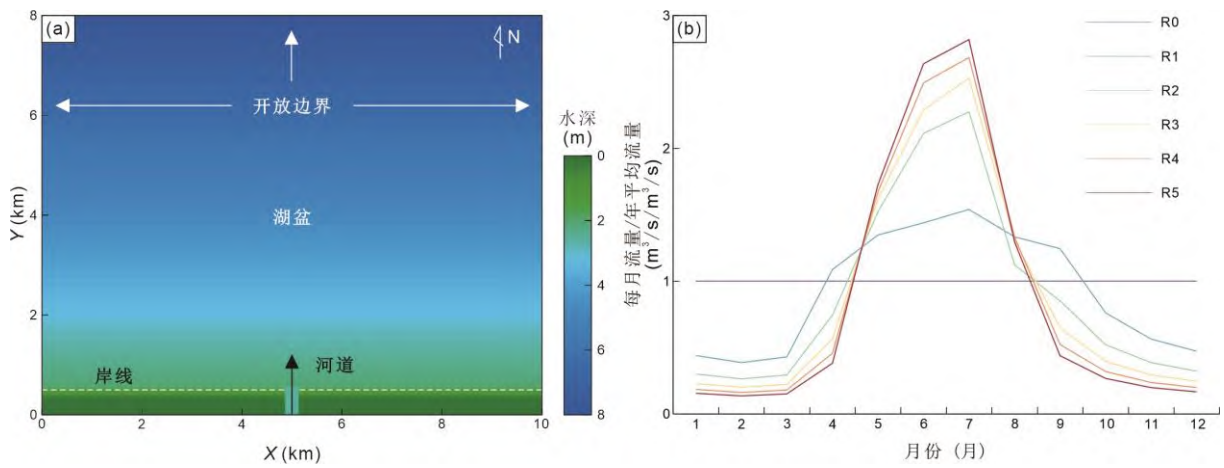 (a)
N
开放边界
湖盆
岸线
河道
8
6
4
2
0
Y (km)
0 2 4 6 8 10
X (km)
水深
(m)
0
2
4
6
8
(b)
每月流量/年平均流量
(m³/s/m³/s)
3
2
1
0
1 2 3 4 5 6 7 8 9 10 11 12
月份 (月)
R0
R1
R2
R3
R4
R5